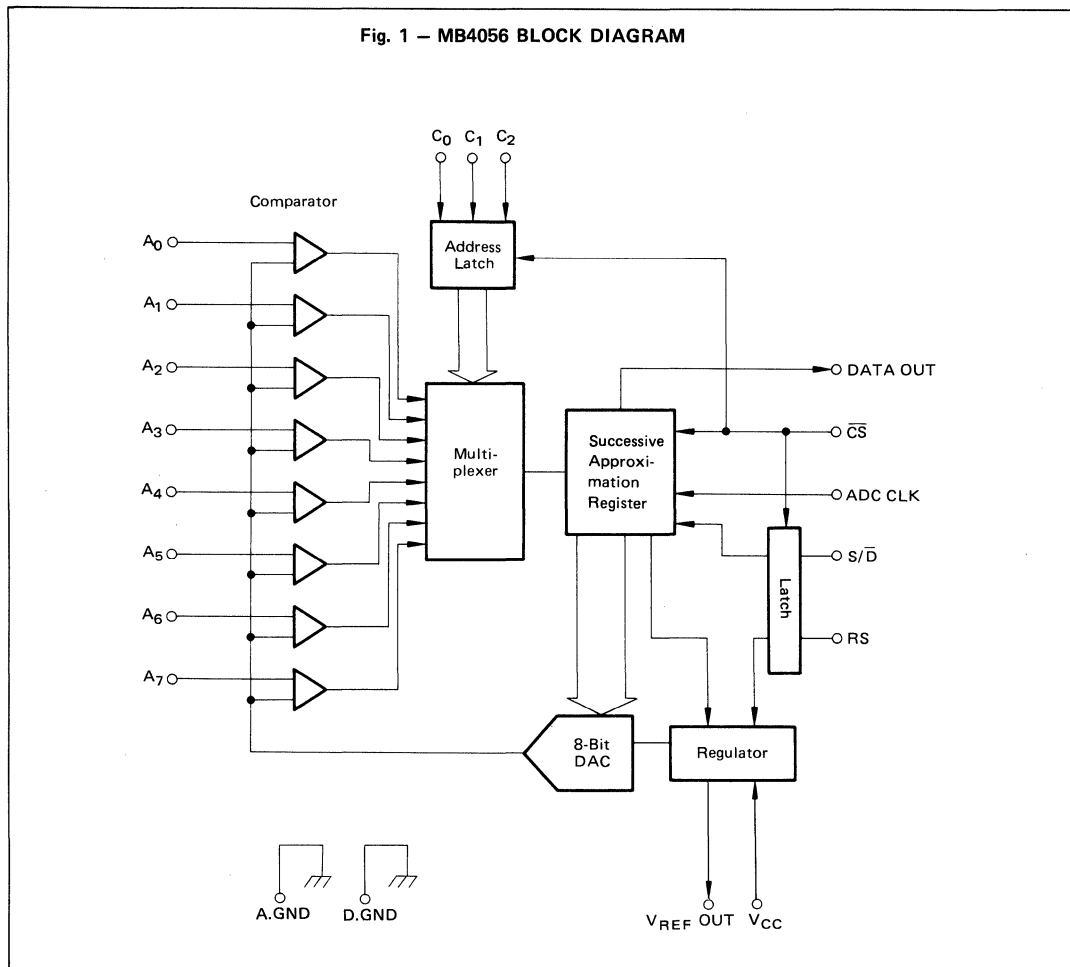 Fig. 1 – MB4056 BLOCK DIAGRAM
C0 C1 C2
Comparator
Address
Latch
A0
A1
A2
A3
A4
A5
A6
A7
Multi-
plexer
Successive
Approxi-
mation
Register
DATA OUT
C̅S̅
ADC CLK
S/D̅
RS
Latch
8-Bit
DAC
Regulator
A.GND
D.GND
VREF OUT
VCC